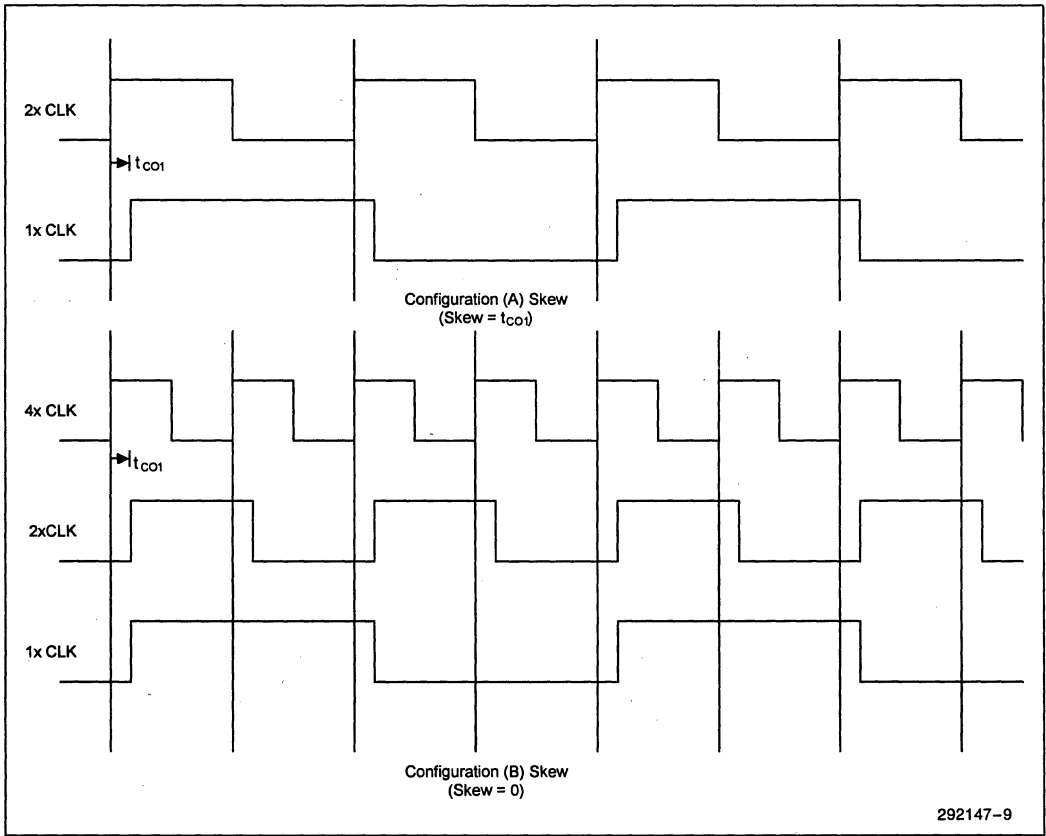 2x CLK
tCO1
1x CLK
Configuration (A) Skew
(Skew = tCO1)
4x CLK
tCO1
2xCLK
1x CLK
Configuration (B) Skew
(Skew = 0)
292147-9